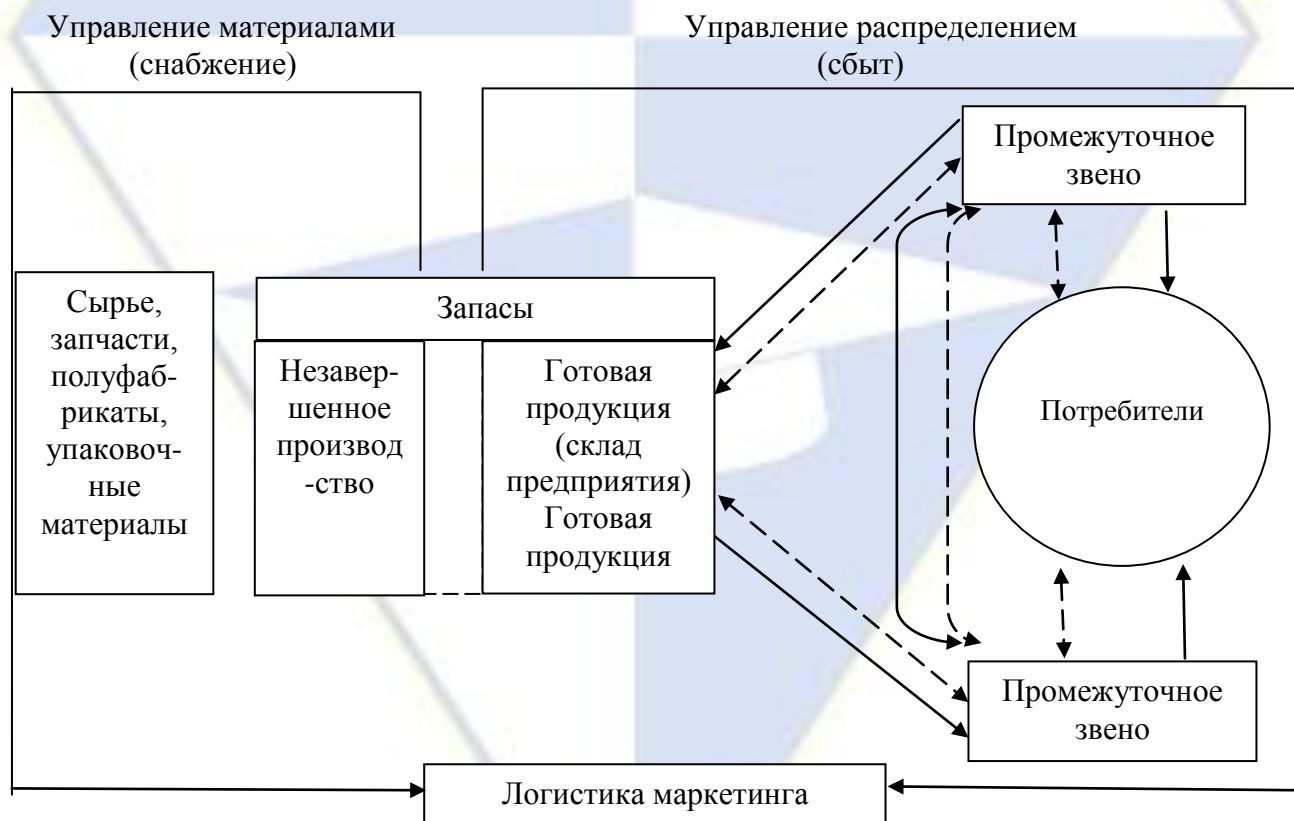 Управление материалами
(снабжение)
Управление распределением
(сбыт)
Промежуточное
звено
Сырье,
запчасти,
полуфаб-
рикаты,
упаковоч-
ные
материалы
Запасы
Незавер-
шенное
производ
-ство
Готовая
продукция
(склад
предприятия)
Готовая
продукция
Потребители
Промежуточное
звено
Логистика маркетинга